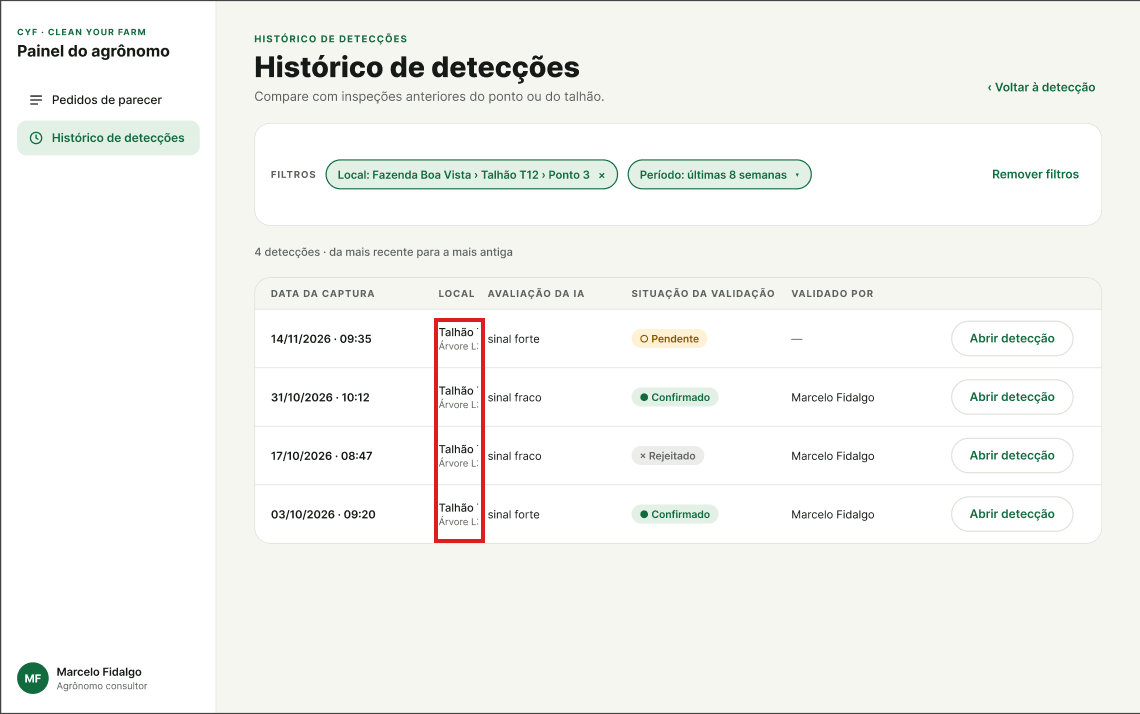 CYF · CLEAN YOUR FARM
Painel do agrônomo
Pedidos de parecer
Histórico de detecções
HISTÓRICO DE DETECÇÕES
Histórico de detecções
Compare com inspeções anteriores do ponto ou do talhão.
‹ Voltar à detecção
FILTROS
Local: Fazenda Boa Vista › Talhão T12 › Ponto 3 ×
Período: últimas 8 semanas
Remover filtros
4 detecções · da mais recente para a mais antiga
DATA DA CAPTURA LOCAL AVALIAÇÃO DA IA SITUAÇÃO DA VALIDAÇÃO VALIDADO POR
14/11/2026 · 09:35 Talhão sinal forte Pendente — Abrir detecção
Árvore
31/10/2026 · 10:12 Talhão sinal fraco Confirmado Marcelo Fidalgo Abrir detecção
Árvore
17/10/2026 · 08:47 Talhão sinal fraco × Rejeitado Marcelo Fidalgo Abrir detecção
Árvore
03/10/2026 · 09:20 Talhão sinal forte Confirmado Marcelo Fidalgo Abrir detecção
Árvore
MF
Marcelo Fidalgo
Agrônomo consultor